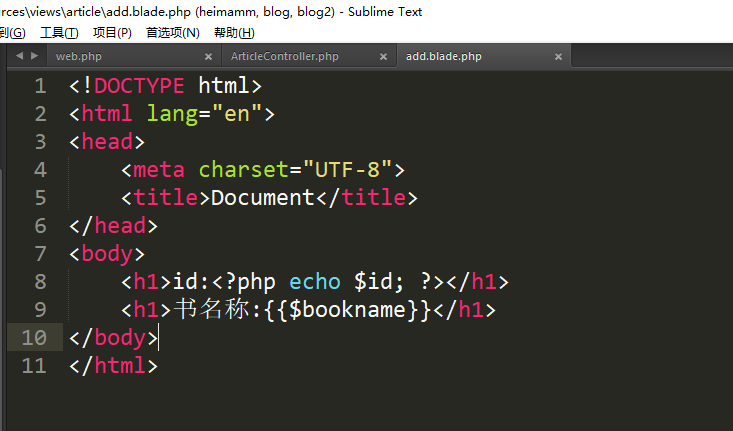 urces\views\article\add.blade.php (heimamm, blog, blog2) - Sublime Text
到(G) 工具(T) 项目(P) 首选项(N) 帮助(H)
web.php × ArticleController.php × add.blade.php ×
1 <!DOCTYPE html>
2 <html lang="en">
3 <head>
4     <meta charset="UTF-8">
5     <title>Document</title>
6 </head>
7 <body>
8     <h1>id:<?php echo $id; ?></h1>
9     <h1>书名称:{{$bookname}}</h1>
10 </body>
11 </html>